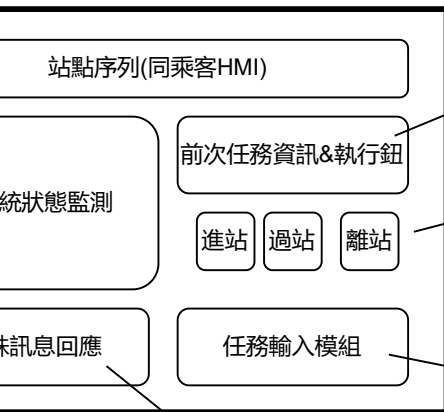 站點序列(同乘客HMI)
前次任務資訊&執行鈕
統狀態監測
進站 過站 離站
訊息回應
任務輸入模組